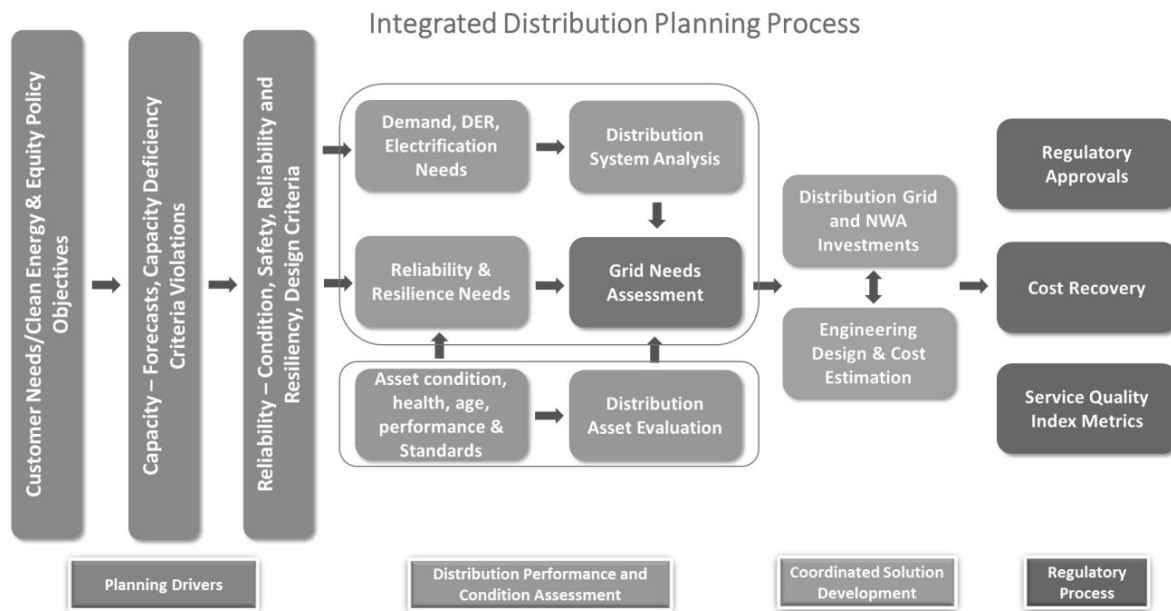 Integrated Distribution Planning Process
Customer Needs/Clean Energy & Equity Policy
Objectives
Capacity – Forecasts, Capacity Deficiency
Criteria Violations
Reliability – Condition, Safety, Reliability and
Resiliency, Design Criteria
Demand, DER,
Electrification
Needs
Distribution
System Analysis
Reliability &
Resilience Needs
Grid Needs
Assessment
Asset condition,
health, age,
performance &
Standards
Distribution
Asset Evaluation
Distribution Grid
and NWA
Investments
Engineering
Design & Cost
Estimation
Regulatory
Approvals
Cost Recovery
Service Quality
Index Metrics
Planning Drivers
Distribution Performance and
Condition Assessment
Coordinated Solution
Development
Regulatory
Process